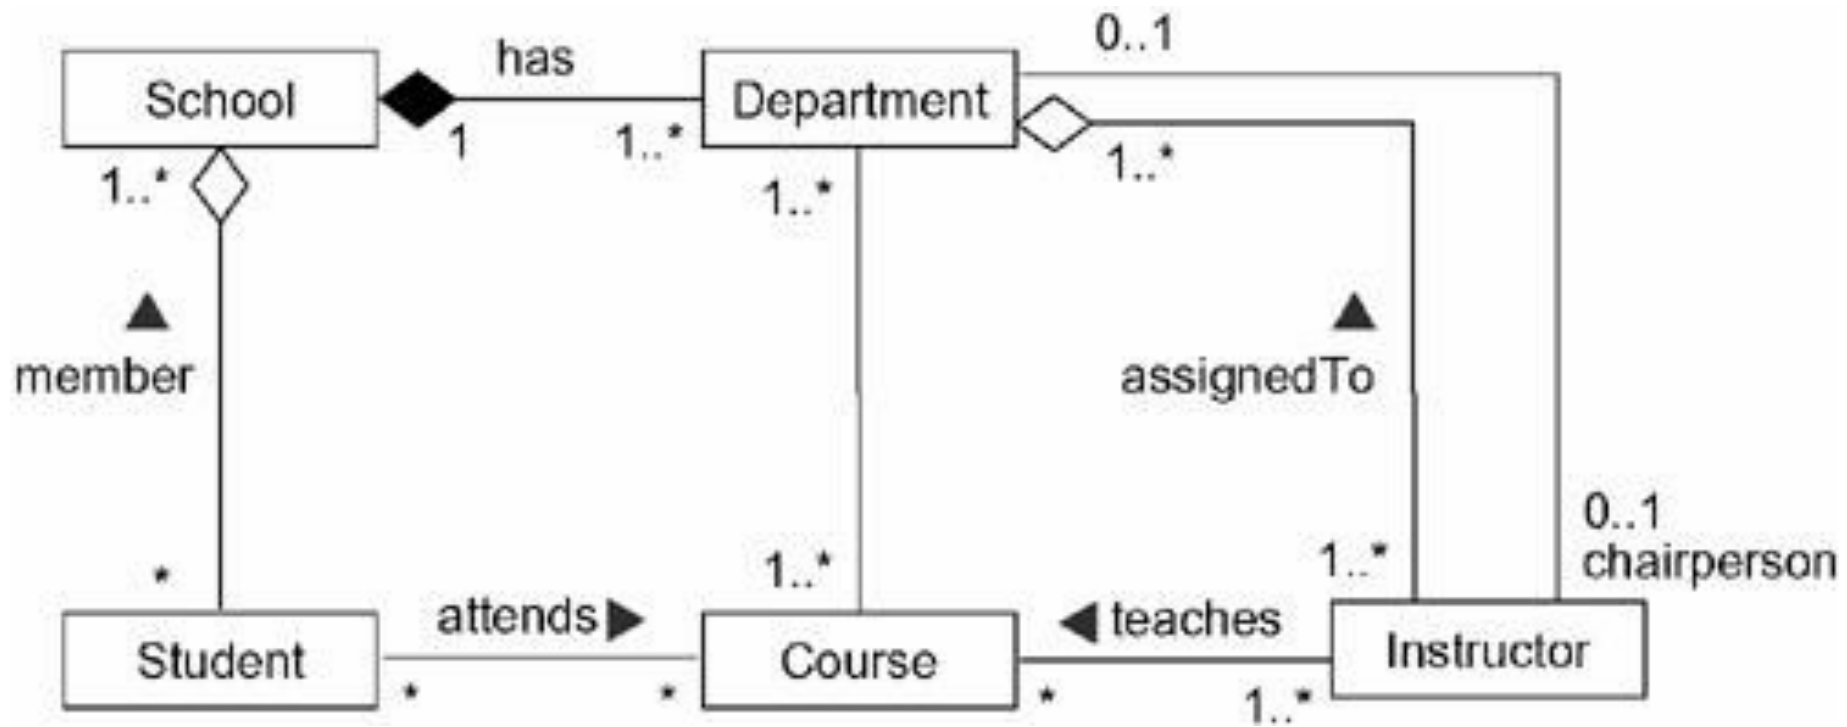 0..1
has
School
Department
1
1..*
1..*
1..*
1..*
member
assignedTo
0..1
chairperson
1..*
1..*
*
attends
teaches
Student
Course
Instructor
*
*
*
1..*